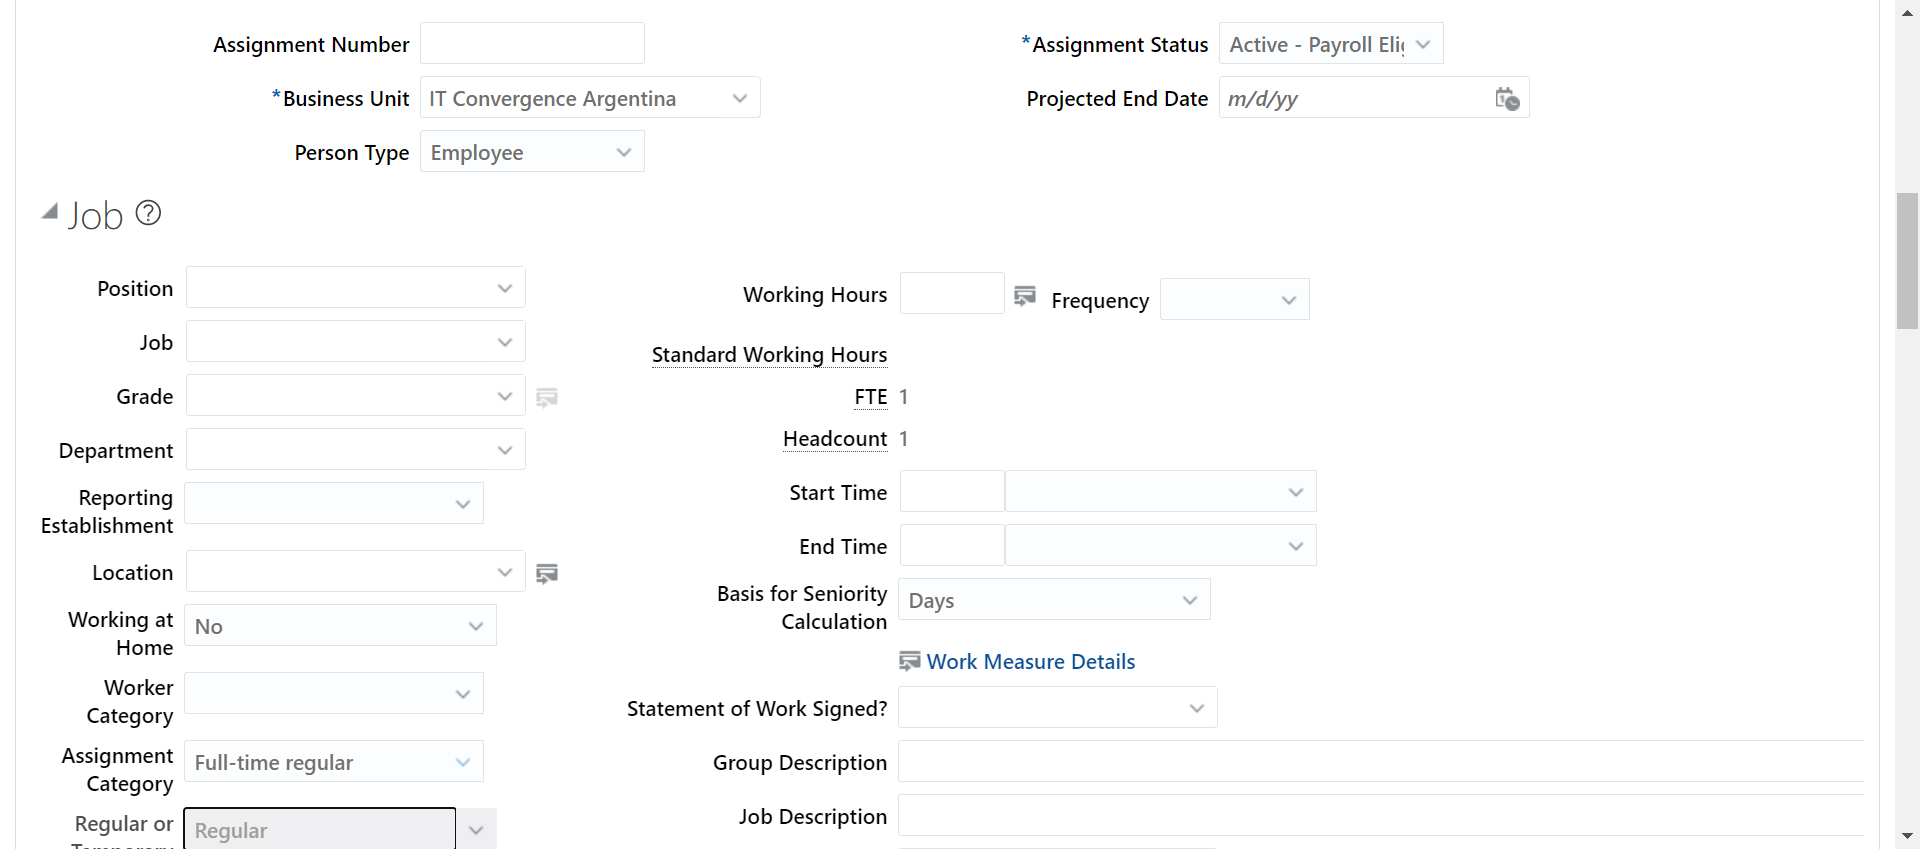 Assignment Number
*Assignment Status Active - Payroll Elig
*Business Unit IT Convergence Argentina
Projected End Date m/d/yy
Person Type Employee
Job ?
Position
Working Hours
Frequency
Job
Standard Working Hours
Grade
FTE 1
Headcount 1
Department
Start Time
Reporting
Establishment
End Time
Location
Basis for Seniority
Calculation
Days
Working at
Home
No
Work Measure Details
Worker
Category
Statement of Work Signed?
Assignment
Category
Full-time regular
Group Description
Job Description
Regular or
Temporary
Regular